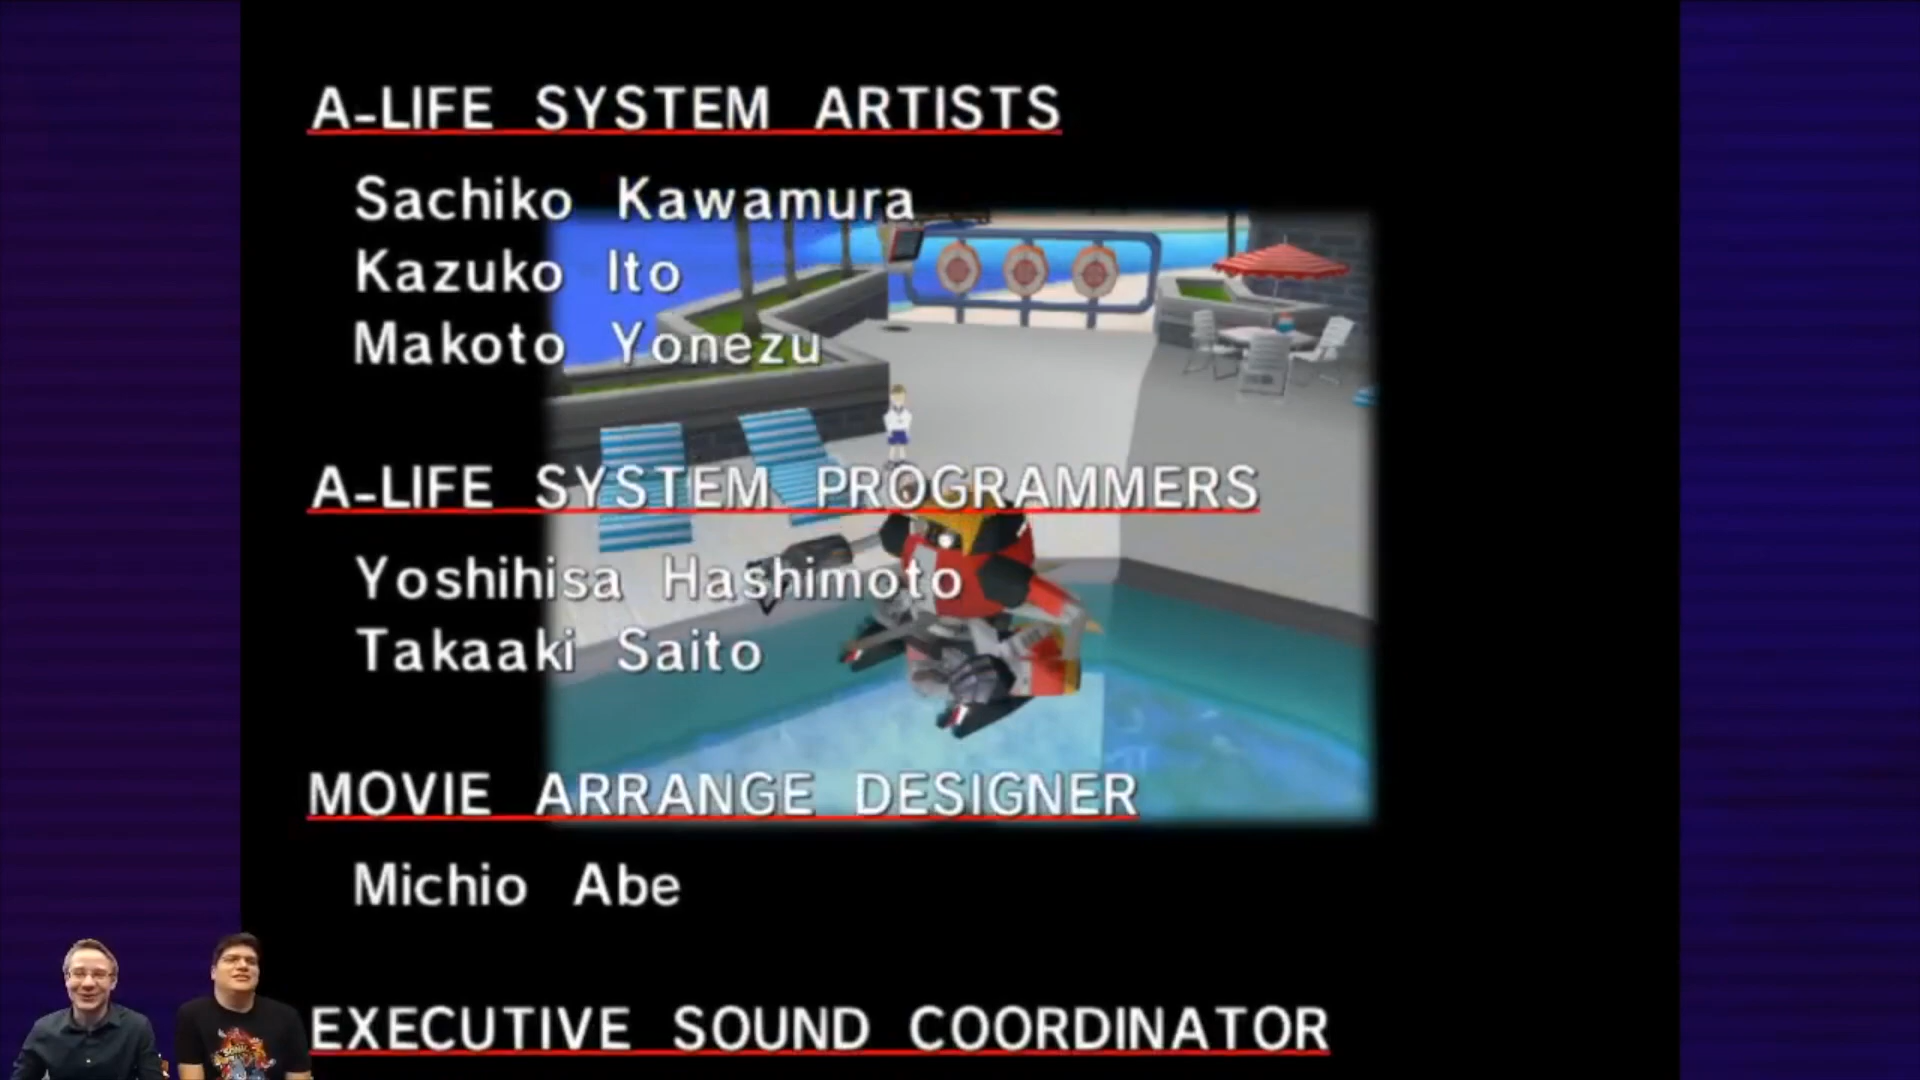 A-LIFE SYSTEM ARTISTS
Sachiko Kawamura
Kazuko Ito
Makoto Yonezu
A-LIFE SYSTEM PROGRAMMERS
Yoshihisa Hashimoto
Takaaki Saito
MOVIE ARRANGE DESIGNER
Michio Abe
EXECUTIVE SOUND COORDINATOR